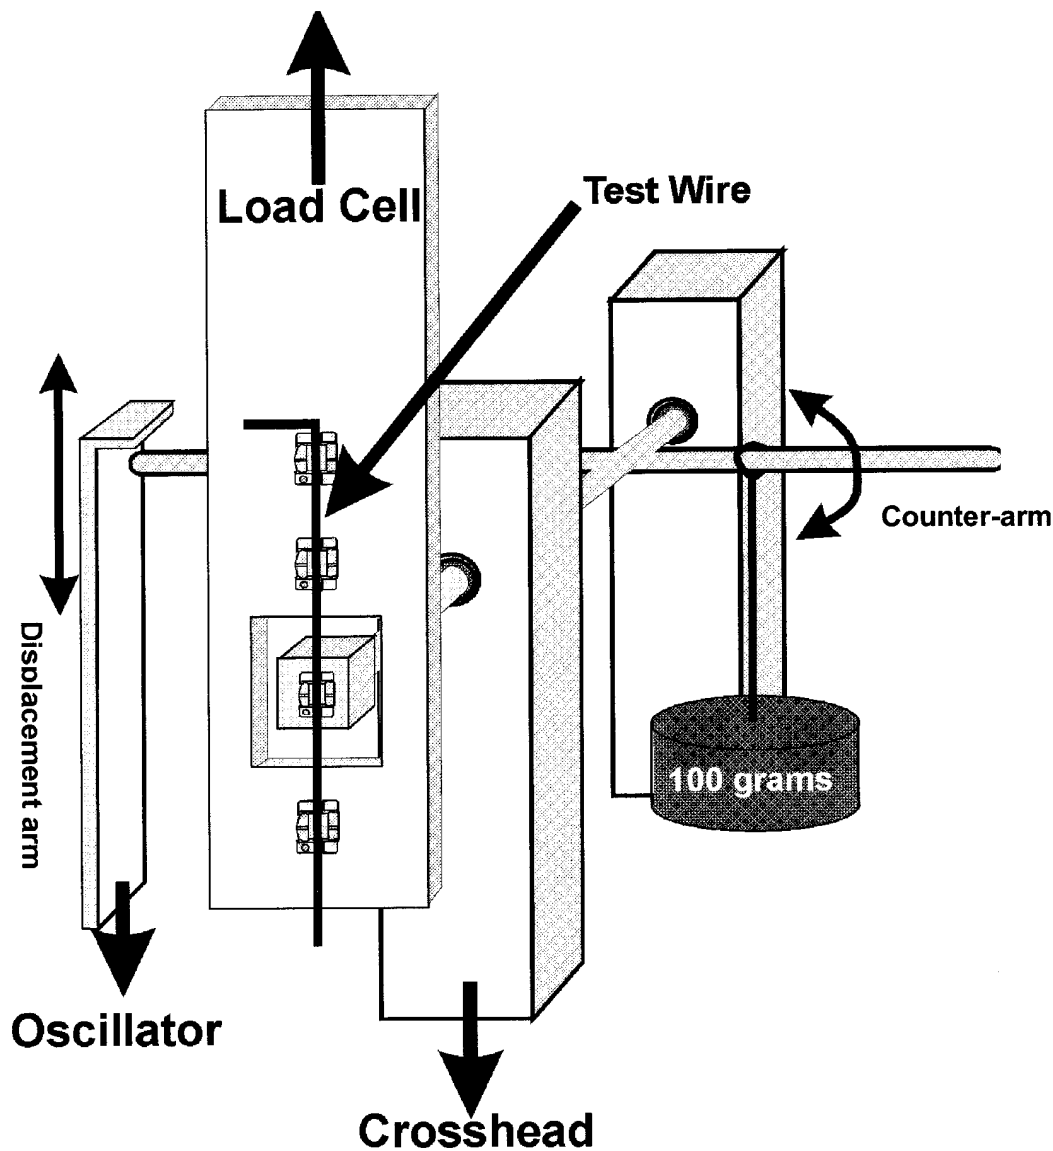 Load Cell
Test Wire
Counter-arm
Displacement arm
100 grams
Oscillator
Crosshead